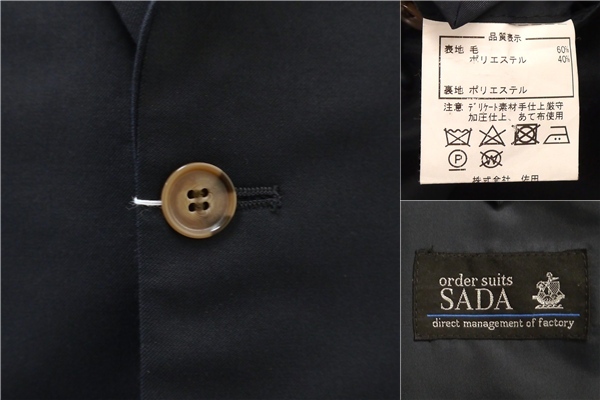 品質表示
表地 毛 60%
ポリエステル 40%
裏地 ポリエステル
注意 デリケート素材手仕上厳守
加圧仕上、あて布使用
P
W
株式会社 佐田
order suits
SADA
direct management of factory